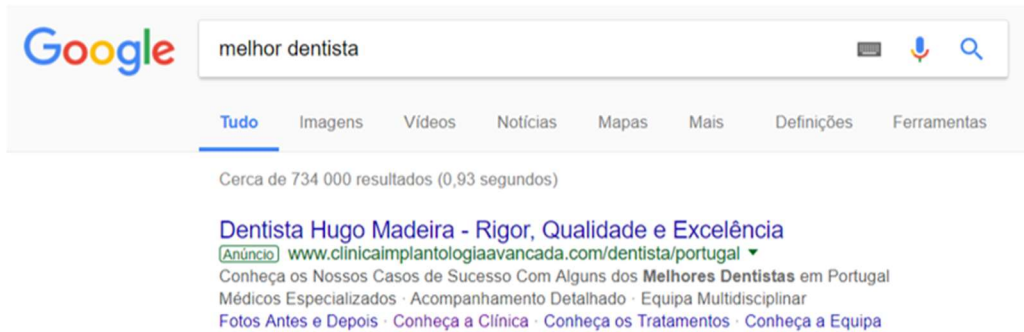 Google
melhor dentista
Tudo Imagens Vídeos Notícias Mapas Mais Definições Ferramentas
Cerca de 734 000 resultados (0,93 segundos)
Dentista Hugo Madeira - Rigor, Qualidade e Excelência
Anúncio www.clinicaimplantologiaavancada.com/dentista/portugal
Conheça os Nossos Casos de Sucesso Com Alguns dos Melhores Dentistas em Portugal
Médicos Especializados · Acompanhamento Detalhado · Equipa Multidisciplinar
Fotos Antes e Depois · Conheça a Clínica · Conheça os Tratamentos · Conheça a Equipa